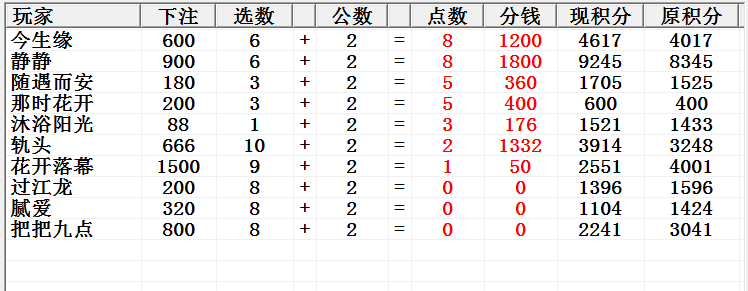 玩家 下注 选数 公数 点数 分钱 现积分 原积分
今生缘 600 6 + 2 = 8 1200 4617 4017
静静 900 6 + 2 = 8 1800 9245 8345
随遇而安 180 3 + 2 = 5 360 1705 1525
那时花开 200 3 + 2 = 5 400 600 400
沐浴阳光 88 1 + 2 = 3 176 1521 1433
轨头 666 10 + 2 = 2 1332 3914 3248
花开落幕 1500 9 + 2 = 1 50 2551 4001
过江龙 200 8 + 2 = 0 0 1396 1596
腻爱 320 8 + 2 = 0 0 1104 1424
把把九点 800 8 + 2 = 0 0 2241 3041